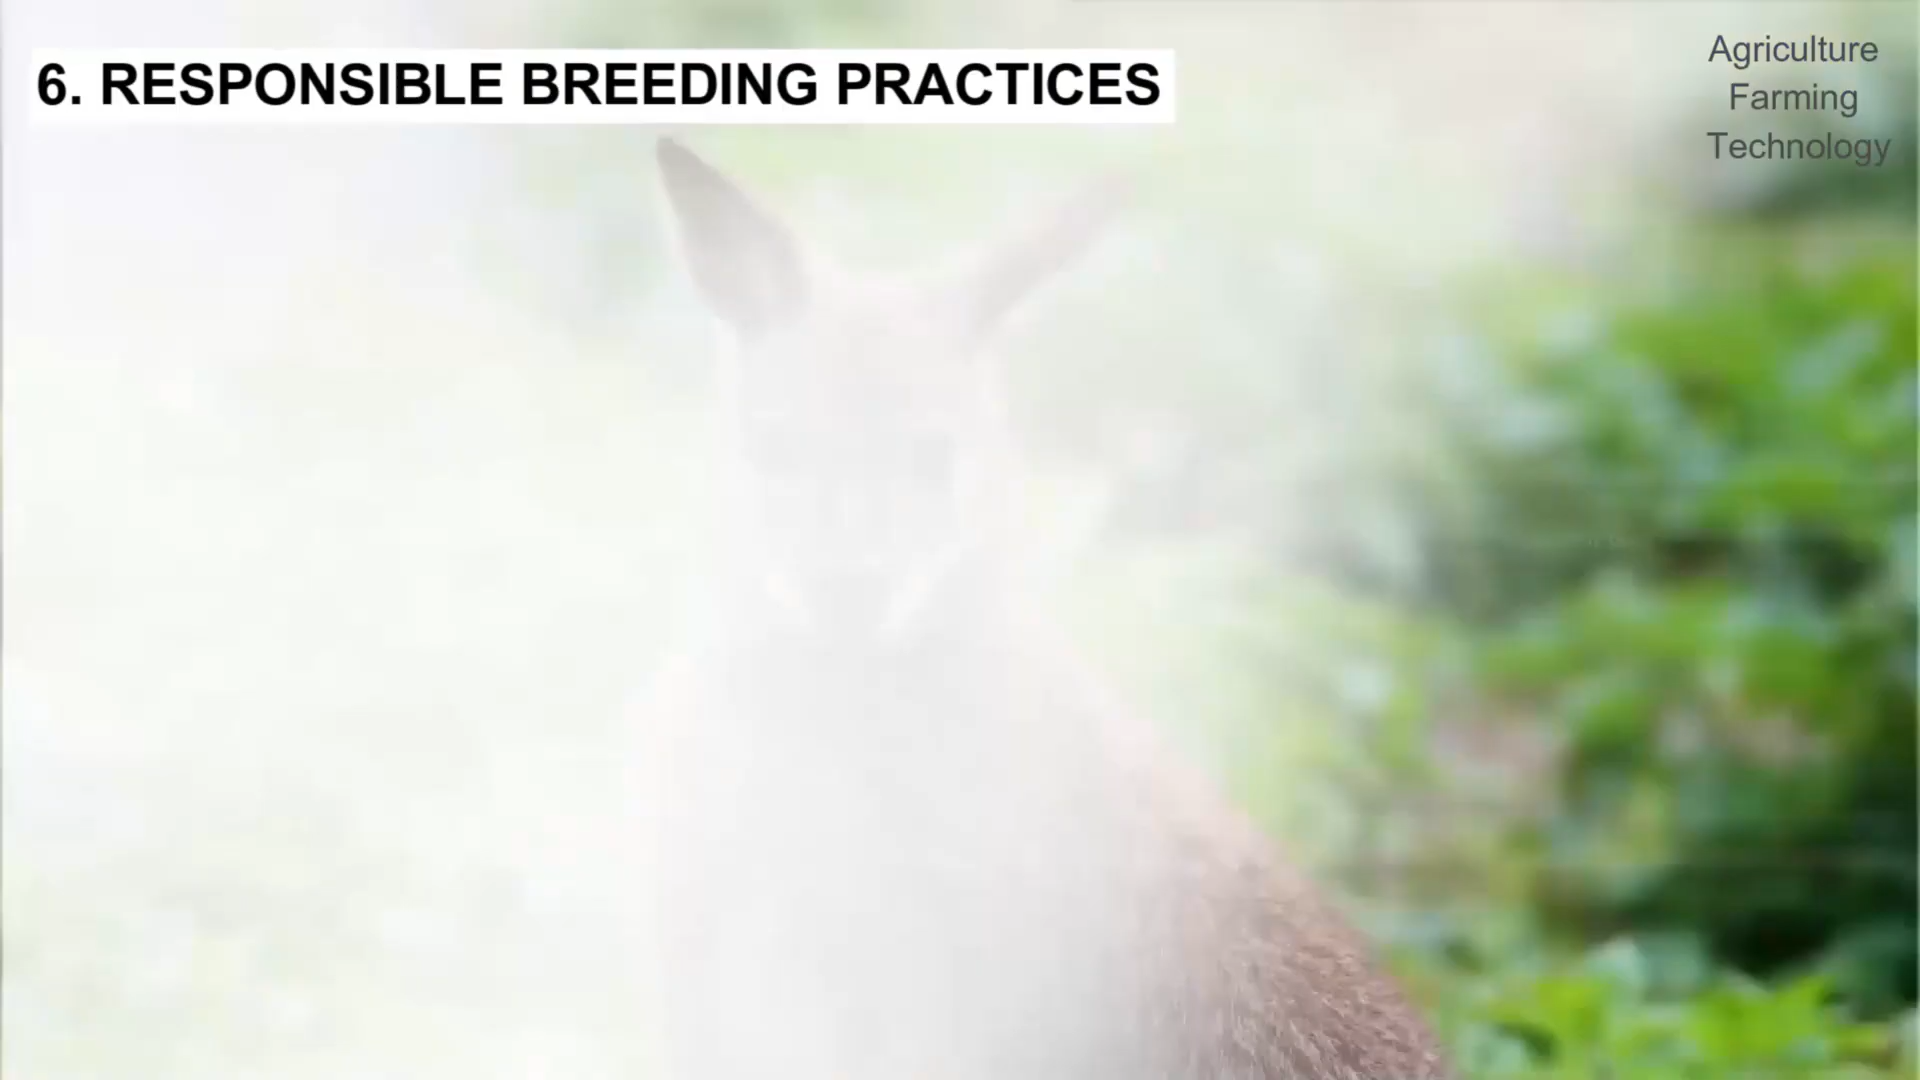 6. RESPONSIBLE BREEDING PRACTICES
Agriculture
Farming
Technology